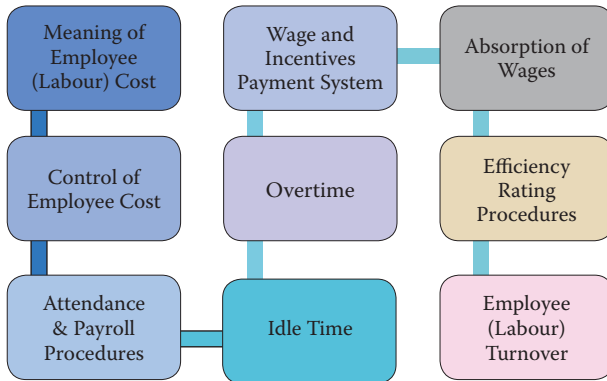 Meaning of
Employee
(Labour) Cost
Control of
Employee Cost
Attendance
& Payroll
Procedures
Idle Time
Overtime
Wage and
Incentives
Payment System
Absorption of
Wages
Efficiency
Rating
Procedures
Employee
(Labour)
Turnover